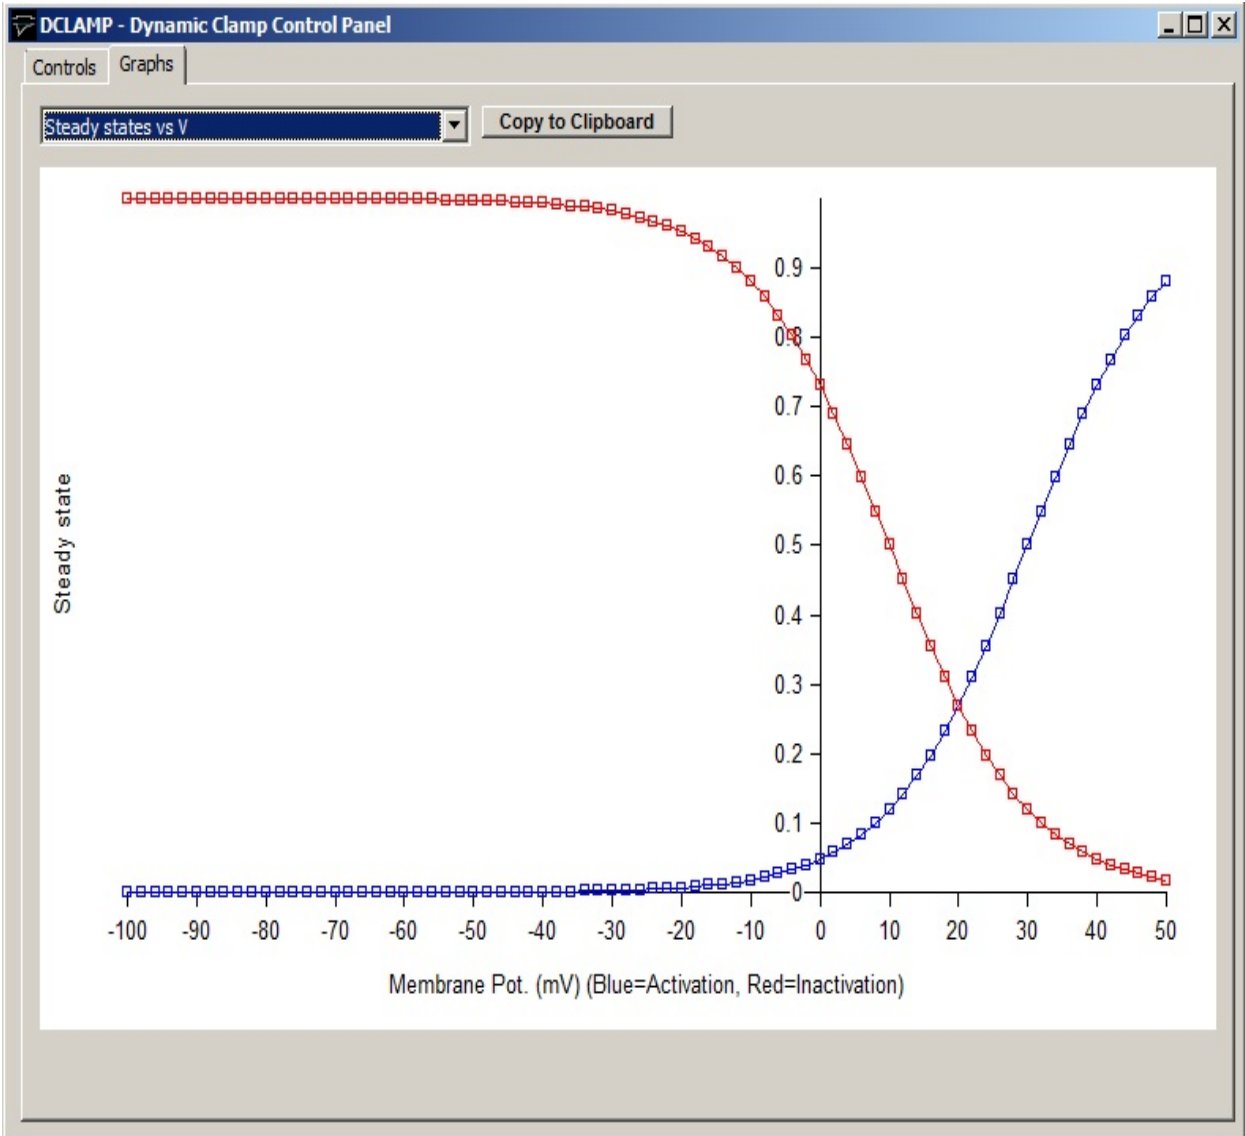 DCLAMP - Dynamic Clamp Control Panel
Controls Graphs
Steady states vs V
Copy to Clipboard
0.9
0.8
0.7
0.6
0.5
0.4
0.3
0.2
0.1
0
Steady state
-100 -90 -80 -70 -60 -50 -40 -30 -20 -10 0 10 20 30 40 50
Membrane Pot. (mV) (Blue=Activation, Red=Inactivation)